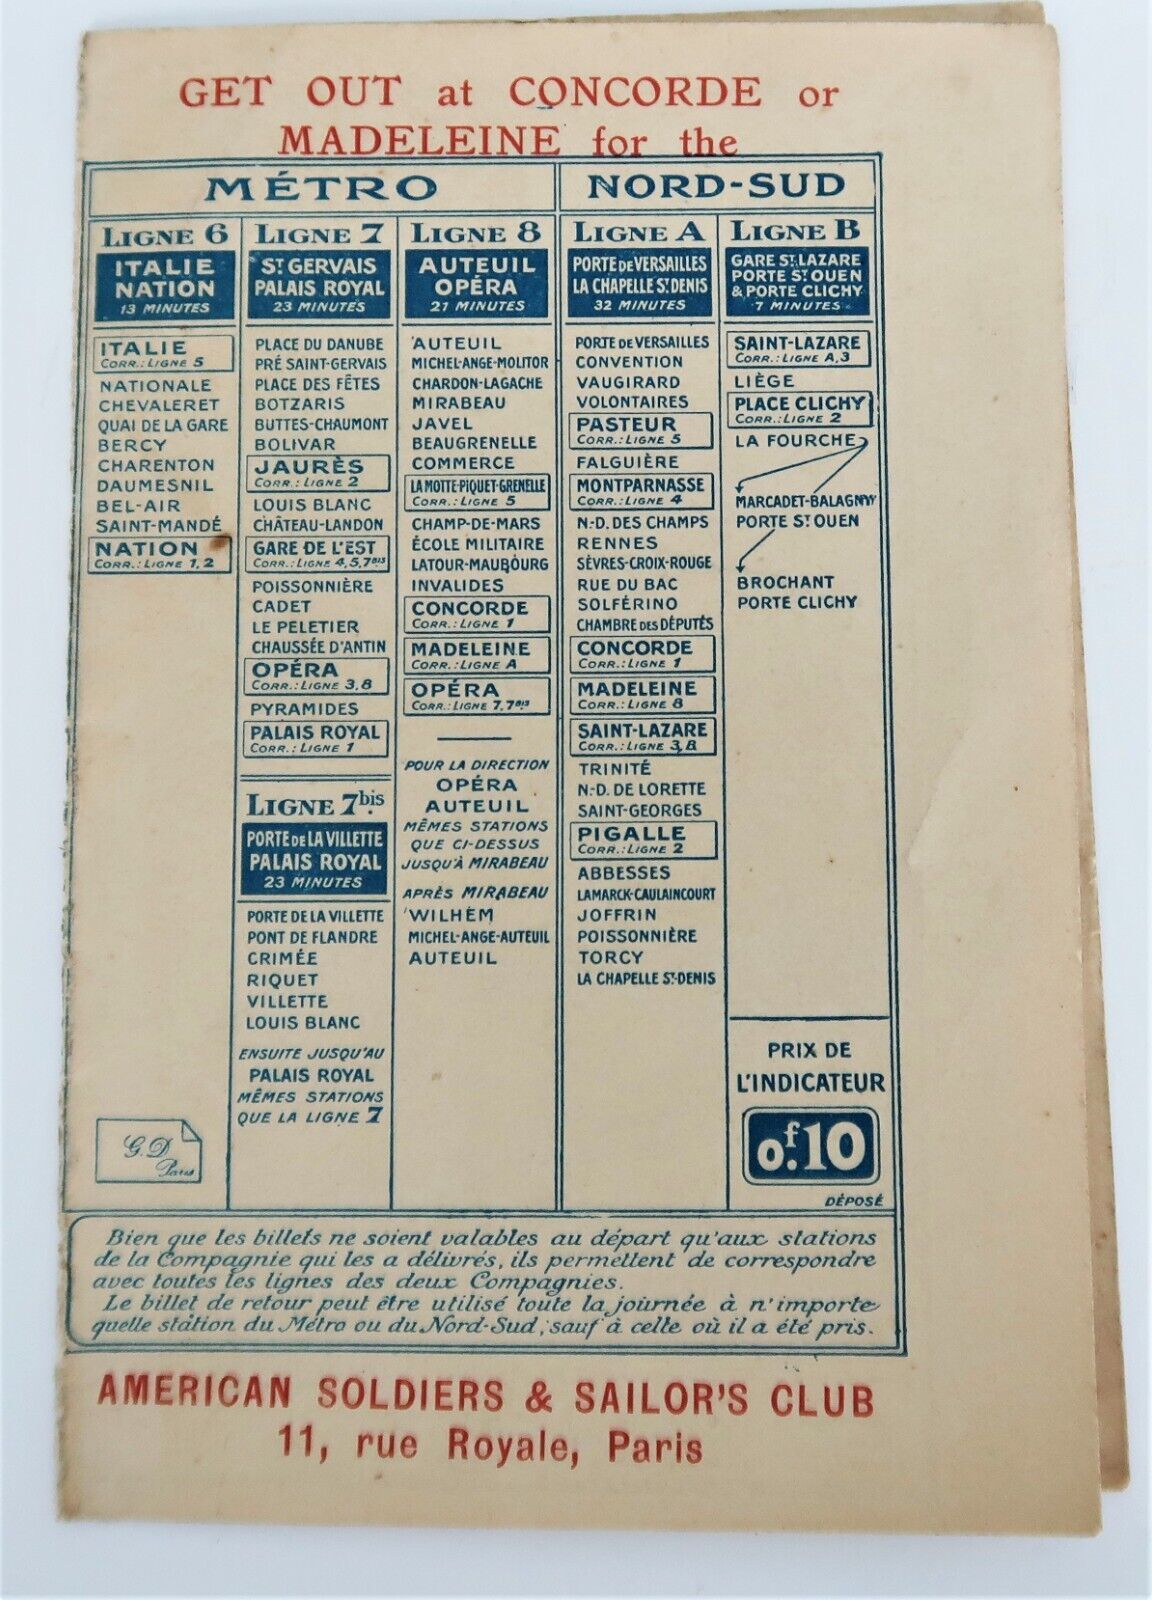 GET OUT at CONCORDE or
MADELEINE for the
MÉTRO
NORD-SUD
LIGNE 6
ITALIE
NATION
13 MINUTES
ITALIE
CORR.: LIGNE 5
NATIONALE
CHEVALERET
QUAI DE LA GARE
BERCY
CHARENTON
DAUMESNIL
BEL-AIR
SAINT-MANDÉ
NATION
CORR.: LIGNE 1, 2
G.D
Paris
LIGNE 7
ST GERVAIS
PALAIS ROYAL
23 MINUTES
PLACE DU DANUBE
PRÉ SAINT-GERVAIS
PLACE DES FÊTES
BOTZARIS
BUTTES-CHAUMONT
BOLIVAR
JAURÈS
CORR.: LIGNE 2
LOUIS BLANC
CHÂTEAU-LANDON
GARE DE L'EST
CORR.: LIGNE 4, 5, 7BIS
POISSONNIÈRE
CADET
LE PELETIER
CHAUSSÉE D'ANTIN
OPÉRA
CORR.: LIGNE 3, 8
PYRAMIDES
PALAIS ROYAL
CORR.: LIGNE 1
LIGNE 7bis
PORTE DE LA VILLETTE
PALAIS ROYAL
23 MINUTES
PORTE DE LA VILLETTE
PONT DE FLANDRE
CRIMÉE
RIQUET
VILLETTE
LOUIS BLANC
ENSUITE JUSQU'AU
PALAIS ROYAL
MÊMES STATIONS
QUE LA LIGNE 7
LIGNE 8
AUTEUIL
OPÉRA
21 MINUTES
AUTEUIL
MICHEL-ANGE-MOLITOR
CHARDON-LAGACHE
MIRABEAU
JAVEL
BEAUGRENELLE
COMMERCE
LA MOTTE-PIQUET-GRENELLE
CORR.: LIGNE 5
CHAMP-DE-MARS
ÉCOLE MILITAIRE
LATOUR-MAUBOURG
INVALIDES
CONCORDE
CORR.: LIGNE 1
MADELEINE
CORR.: LIGNE A
OPÉRA
CORR.: LIGNE 7, 7BIS
POUR LA DIRECTION
OPÉRA
AUTEUIL
MÊMES STATIONS
QUE CI-DESSUS
JUSQU'À MIRABEAU
APRÈS MIRABEAU
WILHÉM
MICHEL-ANGE-AUTEUIL
AUTEUIL
LIGNE A
PORTE DE VERSAILLES
LA CHAPELLE ST-DENIS
32 MINUTES
PORTE DE VERSAILLES
CONVENTION
VAUGIRARD
VOLONTAIRES
PASTEUR
CORR.: LIGNE 5
FALGUIÈRE
MONTPARNASSE
CORR.: LIGNE 4
N.-D. DES CHAMPS
RENNES
SÈVRES-CROIX-ROUGE
RUE DU BAC
SOLFÉRINO
CHAMBRE DES DÉPUTÉS
CONCORDE
CORR.: LIGNE 1
MADELEINE
CORR.: LIGNE 8
SAINT-LAZARE
CORR.: LIGNE 3, B
TRINITÉ
N.-D. DE LORETTE
SAINT-GEORGES
PIGALLE
CORR.: LIGNE 2
ABBESSES
LAMARCK-CAULAINCOURT
JOFFRIN
POISSONNIÈRE
TORCY
LA CHAPELLE ST-DENIS
LIGNE B
GARE ST LAZARE
PORTE ST OUEN
& PORTE CLICHY
7 MINUTES
SAINT-LAZARE
CORR.: LIGNE A, 3
LIÈGE
PLACE CLICHY
CORR.: LIGNE 2
LA FOURCHE
MARCADET-BALAGNY
PORTE ST OUEN
BROCHANT
PORTE CLICHY
PRIX DE
L'INDICATEUR
0f.10
DÉPOSÉ
Bien que les billets ne soient valables au départ qu'aux stations
de la Compagnie qui les a délivrés, ils permettent de correspondre
avec toutes les lignes des deux Compagnies.
Le billet de retour peut être utilisé toute la journée à n'importe
quelle station du Métro ou du Nord-Sud, sauf à celle où il a été pris.
AMERICAN SOLDIERS & SAILOR'S CLUB
11, rue Royale, Paris